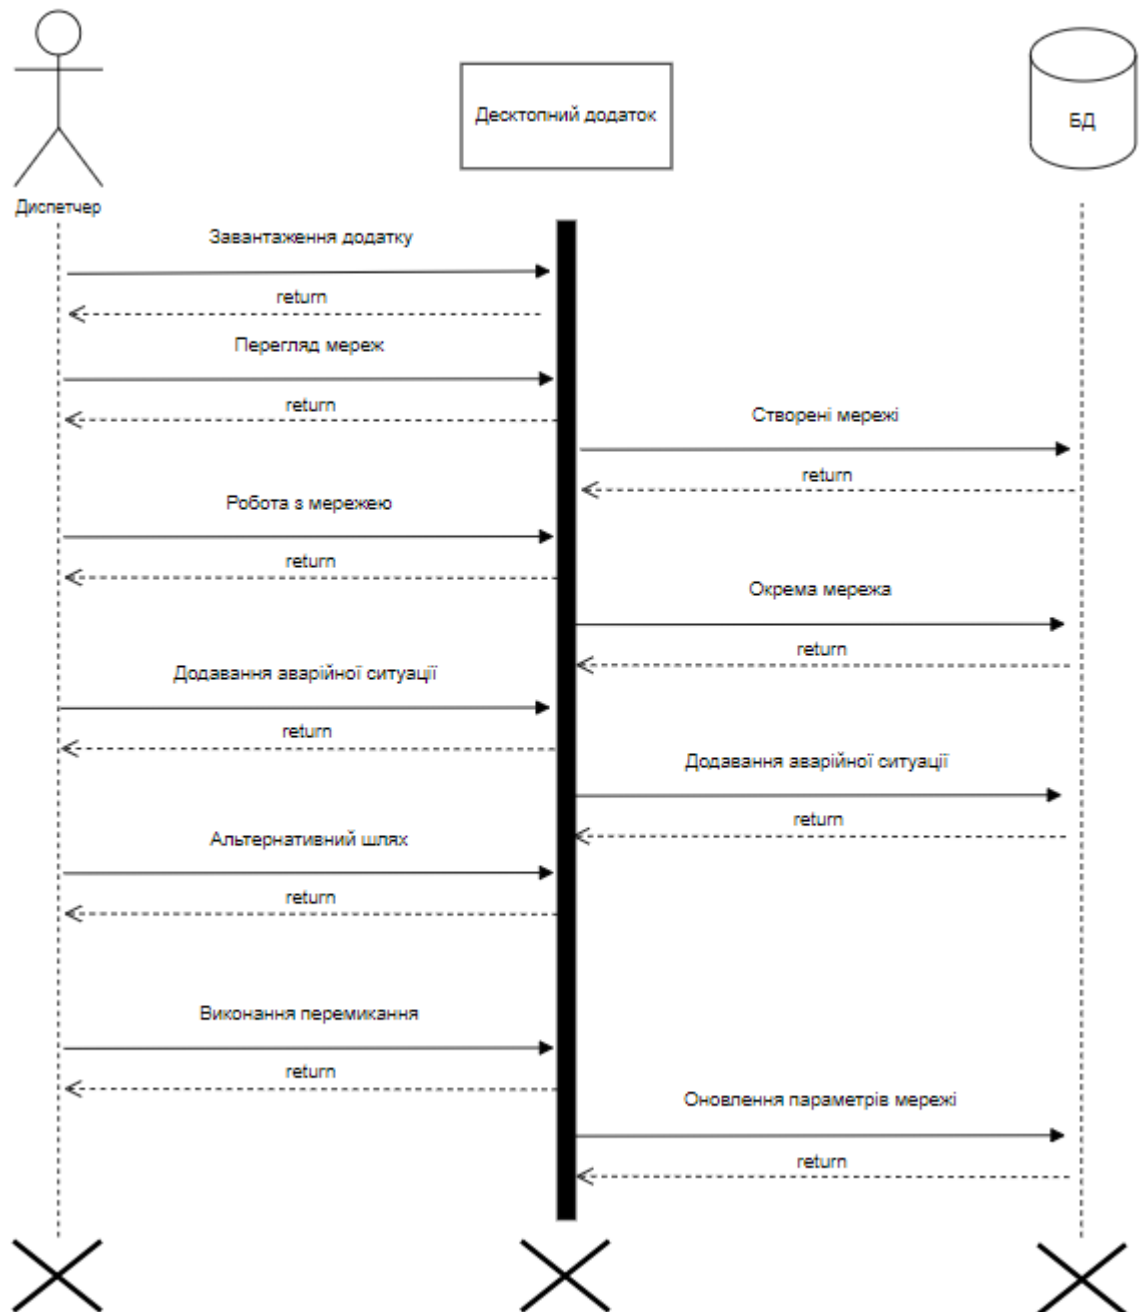 Десктопний додаток
БД
Диспетчер
Завантаження додатку
return
Перегляд мереж
return
Створені мережі
return
Робота з мережею
return
Окрема мережа
return
Додавання аварійної ситуації
return
Додавання аварійної ситуації
return
Альтернативний шлях
return
Виконання перемикання
return
Оновлення параметрів мережі
return